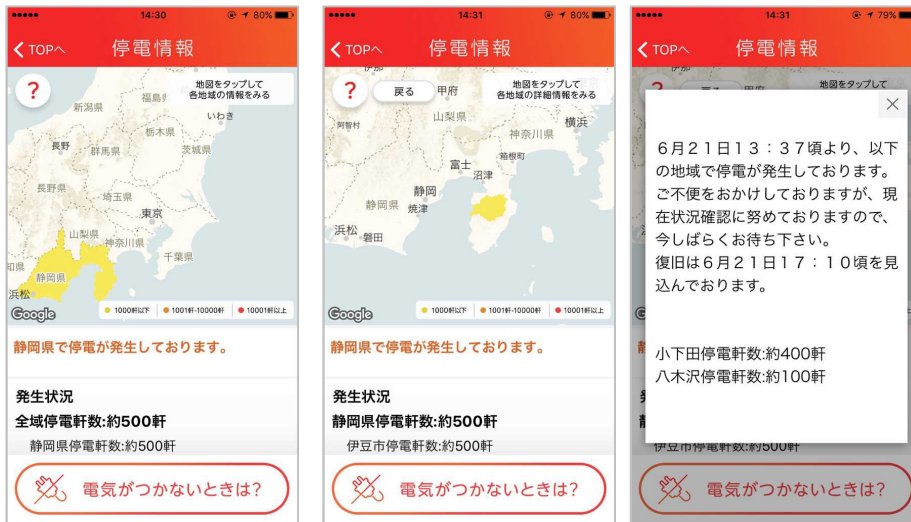 14:30
80%
TOPへ
停電情報
?
地図をタップして
各地域の情報をみる
新潟県
福島県
いわき
栃木県
長野
群馬県
茨城県
長野県
埼玉県
東京
山梨県
神奈川県
千葉県
知県
静岡県
浜松
Google
1000軒以下
1001軒-10000軒
10001軒以上
静岡県で停電が発生しております。
発生状況
全域停電軒数:約500軒
静岡県停電軒数:約500軒
電気がつかないときは?
14:31
80%
TOPへ
停電情報
?
戻る
甲府
地図をタップして
各地域の詳細情報をみる
阿智村
山梨県
横浜
神奈川県
箱根町
富士
沼津
静岡
静岡県
焼津
浜松
磐田
Google
1000軒以下
1001軒-10000軒
10001軒以上
静岡県で停電が発生しております。
発生状況
静岡県停電軒数:約500軒
伊豆市停電軒数:約500軒
電気がつかないときは?
14:31
79%
TOPへ
停電情報
地図をタップして
6月21日13:37頃より、以下
の地域で停電が発生しております。
ご不便をおかけしておりますが、現
在状況確認に努めておりますので、
今しばらくお待ち下さい。
復旧は6月21日17:10頃を見
込んでおります。
小下田停電軒数:約400軒
八木沢停電軒数:約100軒
伊豆市停電軒数:約500軒
電気がつかないときは?